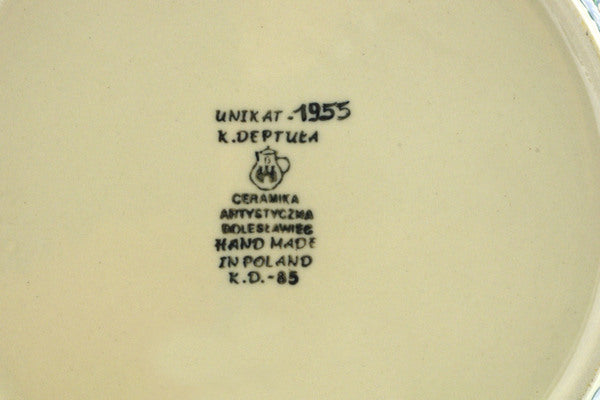 UNIKAT - 1955
K. DEPTUŁA
CERAMIKA
ARTYSTYCZNA
BOLESŁAWIEC
HAND MADE
IN POLAND
K.D.-85